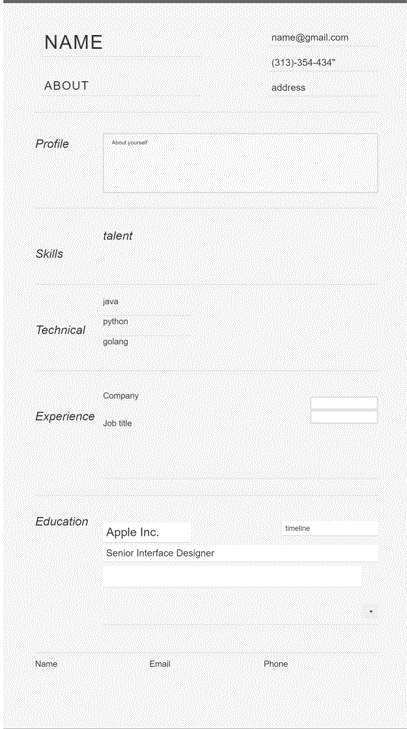 NAME
name@gmail.com
(313)-354-434"
ABOUT
address
Profile
About yourself
talent
Skills
java
python
Technical
golang
Company
Experience
Job title
Education
Apple Inc.
timeline
Senior Interface Designer
+
Name Email Phone